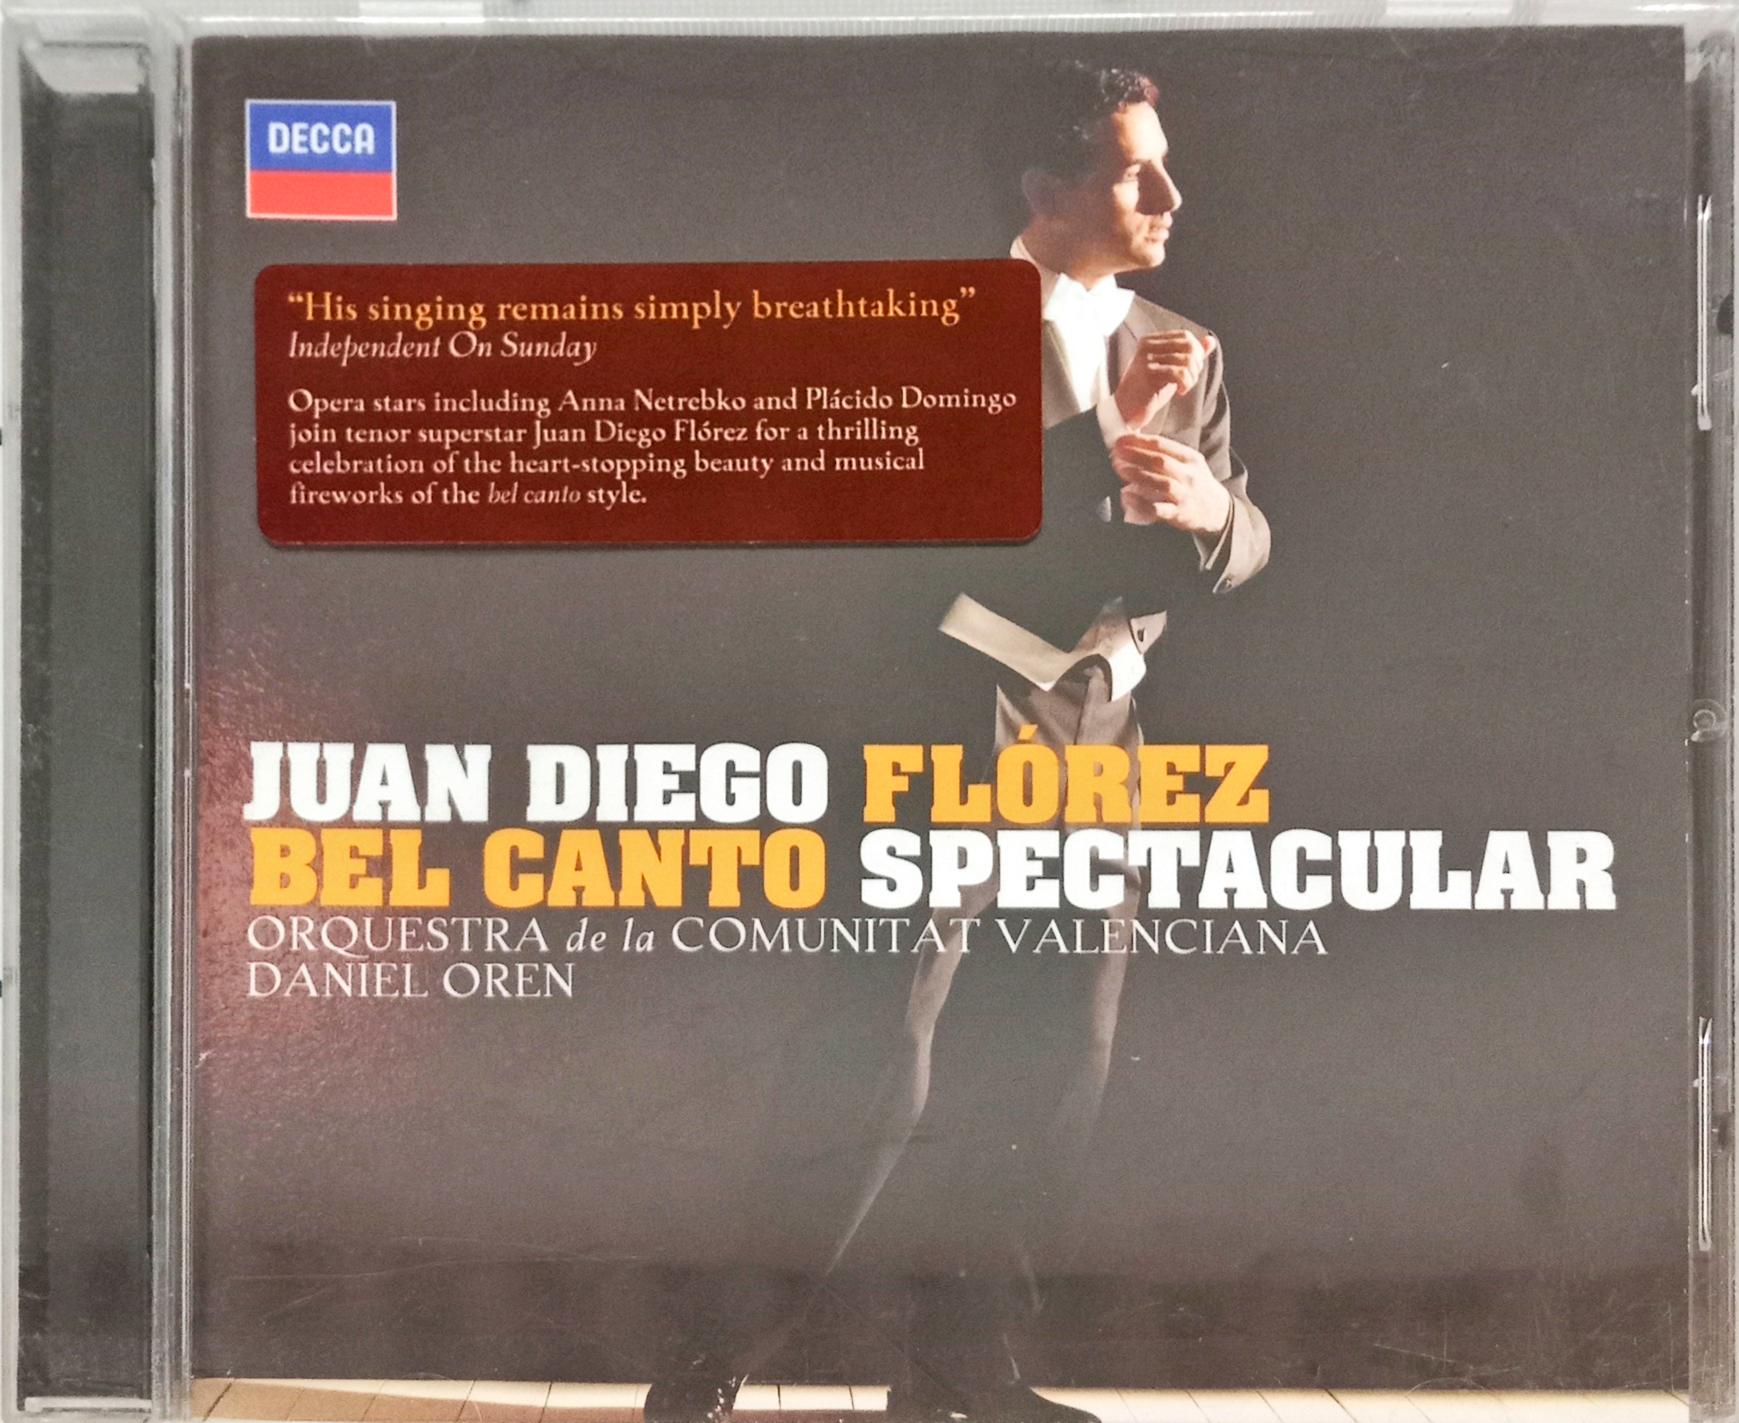 DECCA
“His singing remains simply breathtaking”
Independent On Sunday
Opera stars including Anna Netrebko and Plácido Domingo
join tenor superstar Juan Diego Flórez for a thrilling
celebration of the heart-stopping beauty and musical
fireworks of the bel canto style.
JUAN DIEGO FLÓREZ
BEL CANTO SPECTACULAR
ORQUESTRA de la COMUNITAT VALENCIANA
DANIEL OREN